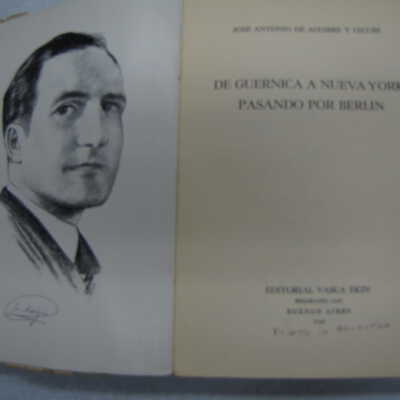 JOSÉ ANTONIO DE AGUIRRE Y LECUBE
DE GUERNICA A NUEVA YORK
PASANDO POR BERLIN
EDITORIAL VASCA EKIN
BUENOS AIRES